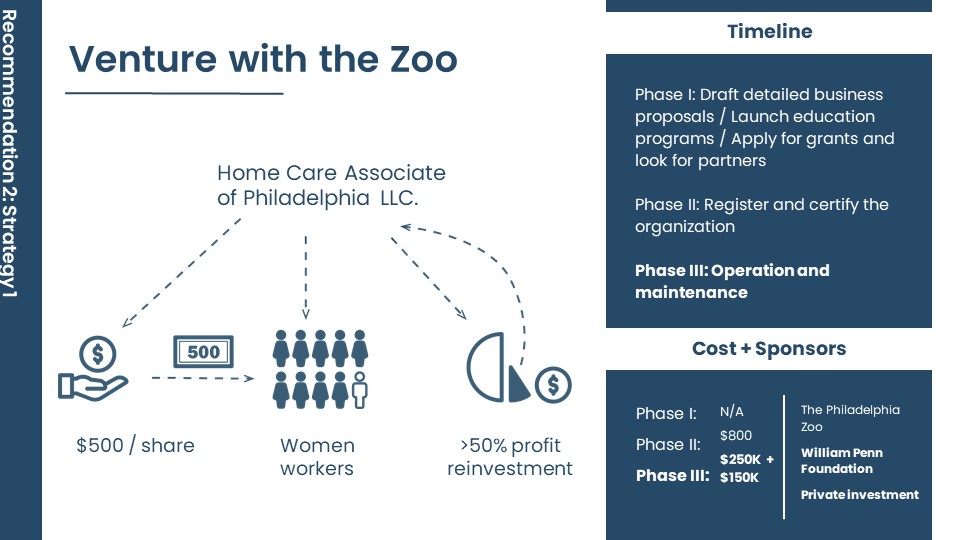 Recommendation 2: Strategy 1
Venture with the Zoo
Home Care Associate
of Philadelphia LLC.
$
500
$
$500 / share
Women
workers
>50% profit
reinvestment
Timeline
Phase I: Draft detailed business
proposals / Launch education
programs / Apply for grants and
look for partners
Phase II: Register and certify the
organization
Phase III: Operation and
maintenance
Cost + Sponsors
Phase I:
N/A
Phase II:
$800
Phase III:
$250K +
$150K
The Philadelphia
Zoo
William Penn
Foundation
Private investment